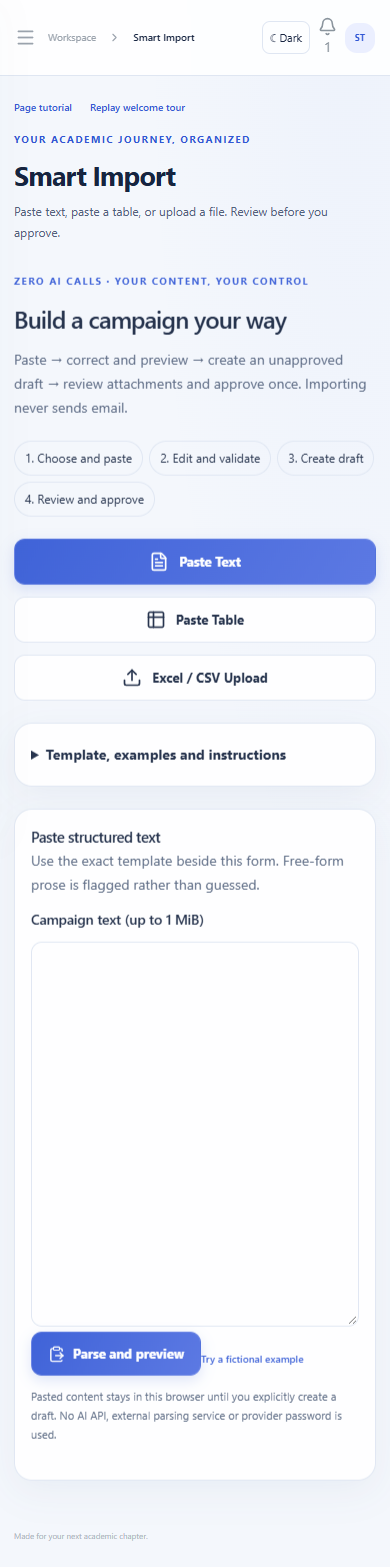 Workspace > Smart Import ☾ Dark 1 ST
Page tutorial Replay welcome tour
YOUR ACADEMIC JOURNEY, ORGANIZED
Smart Import
Paste text, paste a table, or upload a file. Review before you
approve.
ZERO AI CALLS · YOUR CONTENT, YOUR CONTROL
Build a campaign your way
Paste → correct and preview → create an unapproved
draft → review attachments and approve once. Importing
never sends email.
1. Choose and paste 2. Edit and validate 3. Create draft
4. Review and approve
Paste Text
Paste Table
Excel / CSV Upload
▶ Template, examples and instructions
Paste structured text
Use the exact template beside this form. Free-form
prose is flagged rather than guessed.
Campaign text (up to 1 MiB)
Parse and preview Try a fictional example
Pasted content stays in this browser until you explicitly create a
draft. No AI API, external parsing service or provider password is
used.
Made for your next academic chapter.